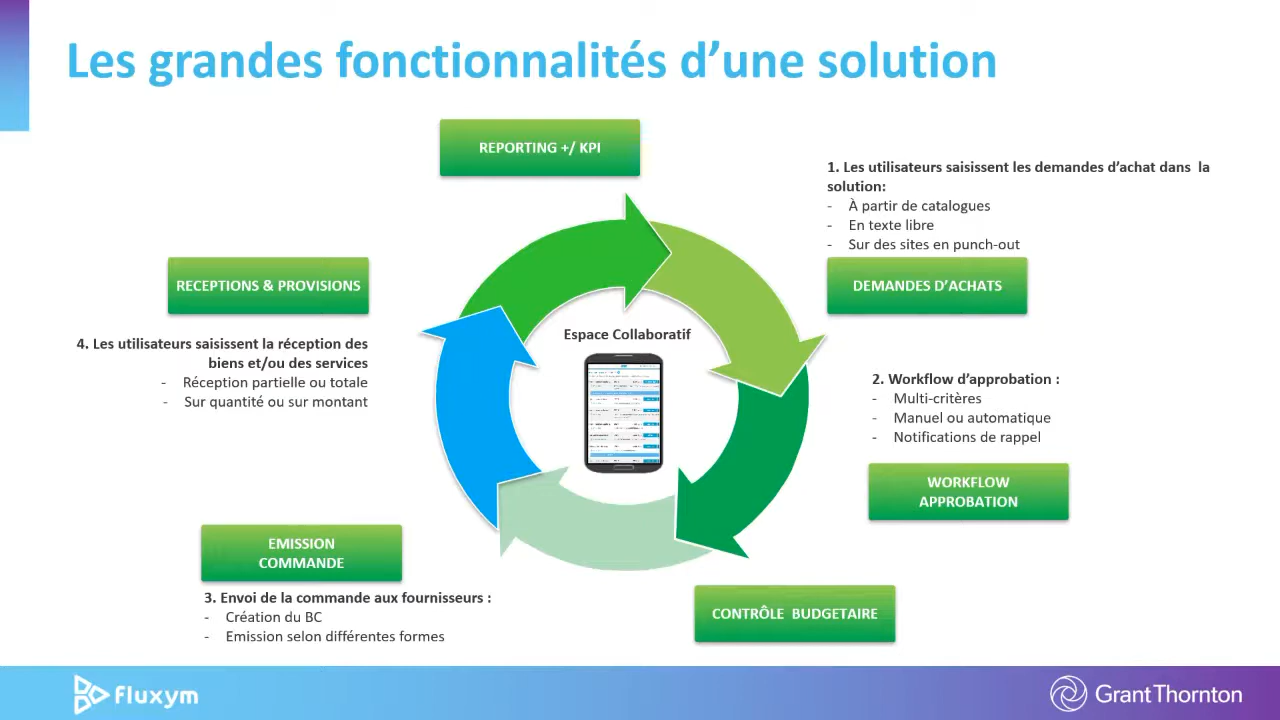 Les grandes fonctionnalités d’une solution
REPORTING +/ KPI
1. Les utilisateurs saisissent les demandes d’achat dans la
solution:
- À partir de catalogues
- En texte libre
- Sur des sites en punch-out
DEMANDES D’ACHATS
2. Workflow d’approbation :
- Multi-critères
- Manuel ou automatique
- Notifications de rappel
WORKFLOW
APPROBATION
CONTRÔLE BUDGETAIRE
EMISSION
COMMANDE
3. Envoi de la commande aux fournisseurs :
- Création du BC
- Emission selon différentes formes
RECEPTIONS & PROVISIONS
4. Les utilisateurs saisissent la réception des
biens et/ou des services
- Réception partielle ou totale
- Sur quantité ou sur montant
Espace Collaboratif
Fluxym
Grant Thornton